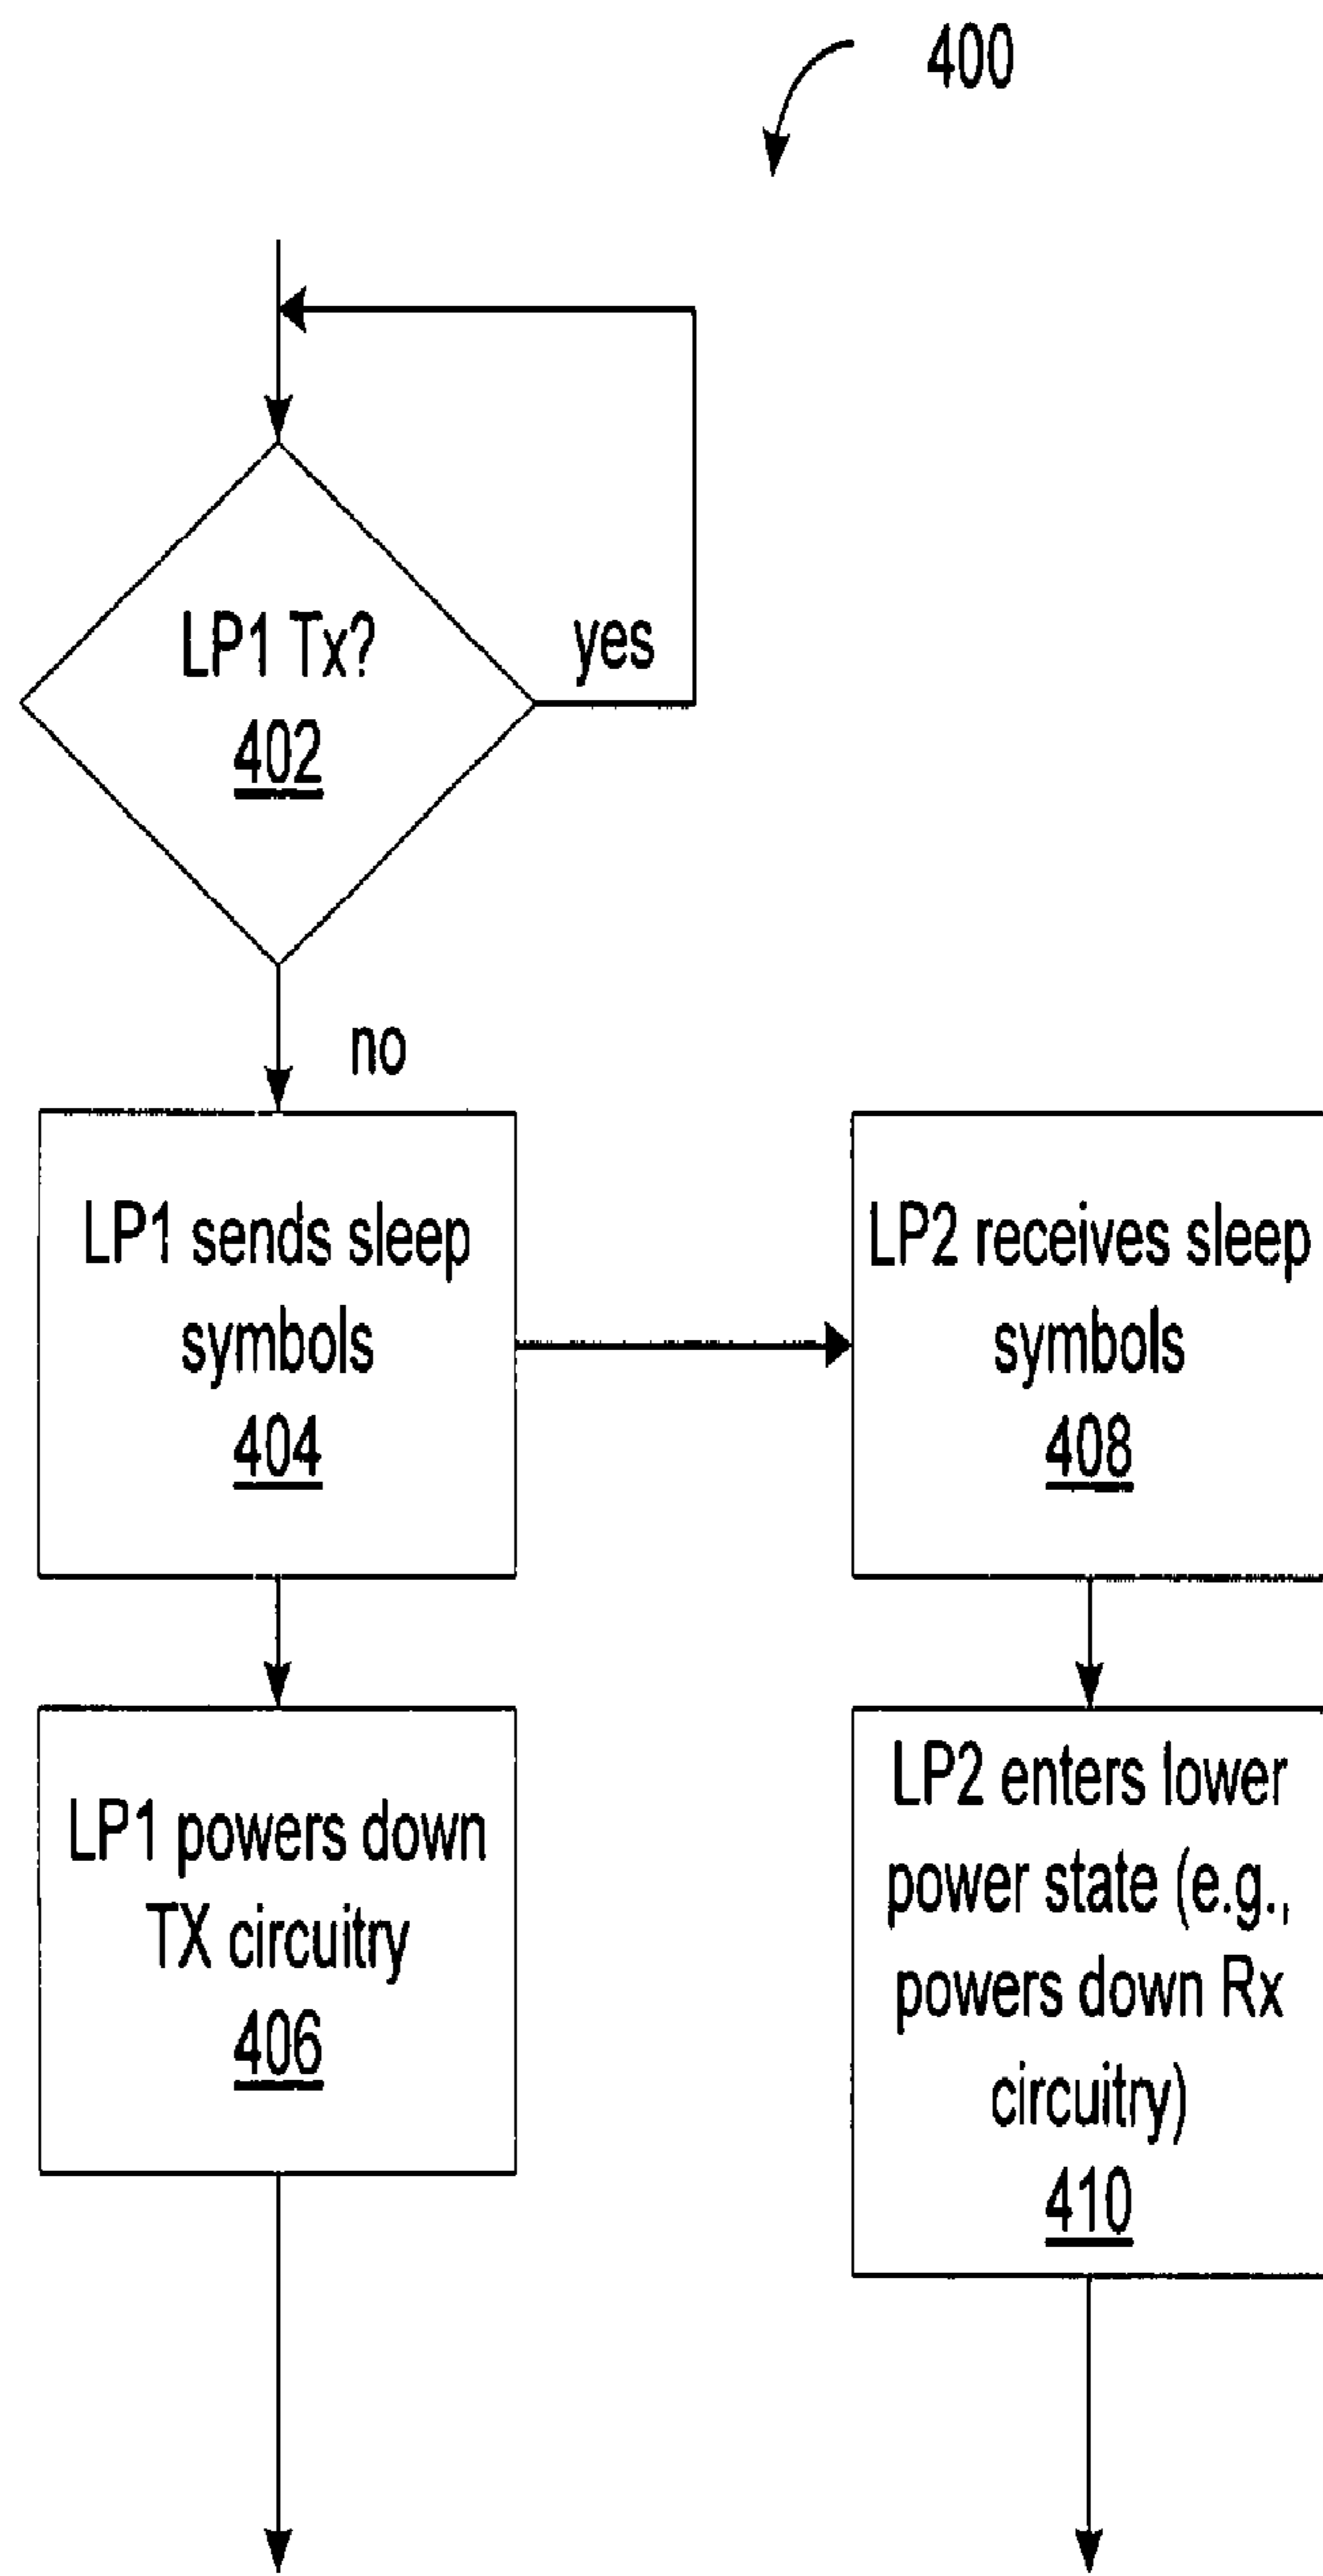 400
LP1 Tx?
402
yes
no
LP1 sends sleep
symbols
404
LP2 receives sleep
symbols
408
LP1 powers down
TX circuitry
406
LP2 enters lower
power state (e.g.,
powers down Rx
circuitry)
410